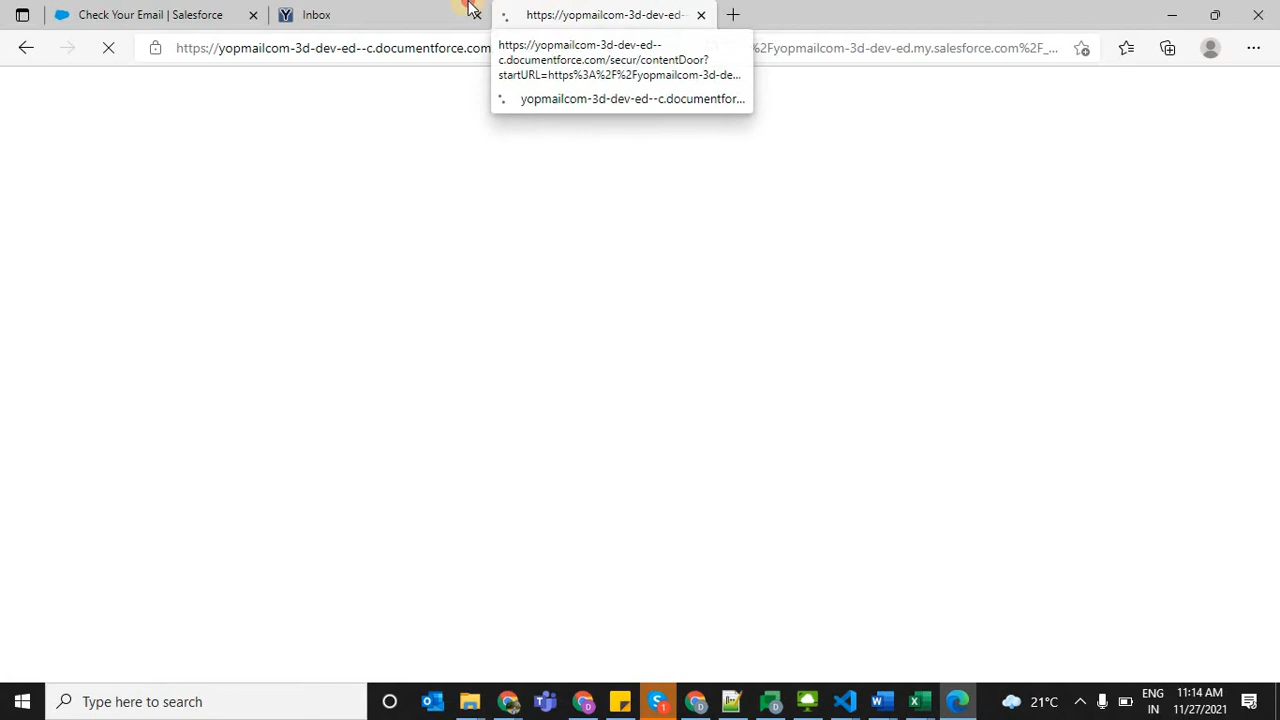 Check Your Email | Salesforce
Inbox
https://yopmailcom-3d-dev-ed-
https://yopmailcom-3d-dev-ed--c.documentforce.com
%2Fyopmailcom-3d-dev-ed.my.salesforce.com%2F_...
https://yopmailcom-3d-dev-ed--
c.documentforce.com/secur/contentDoor?
startURL=https%3A%2F%2Fyopmailcom-3d-de...
yopmailcom-3d-dev-ed--c.documentfor...
Type here to search
21°C
ENG
IN
11:14 AM
11/27/2021